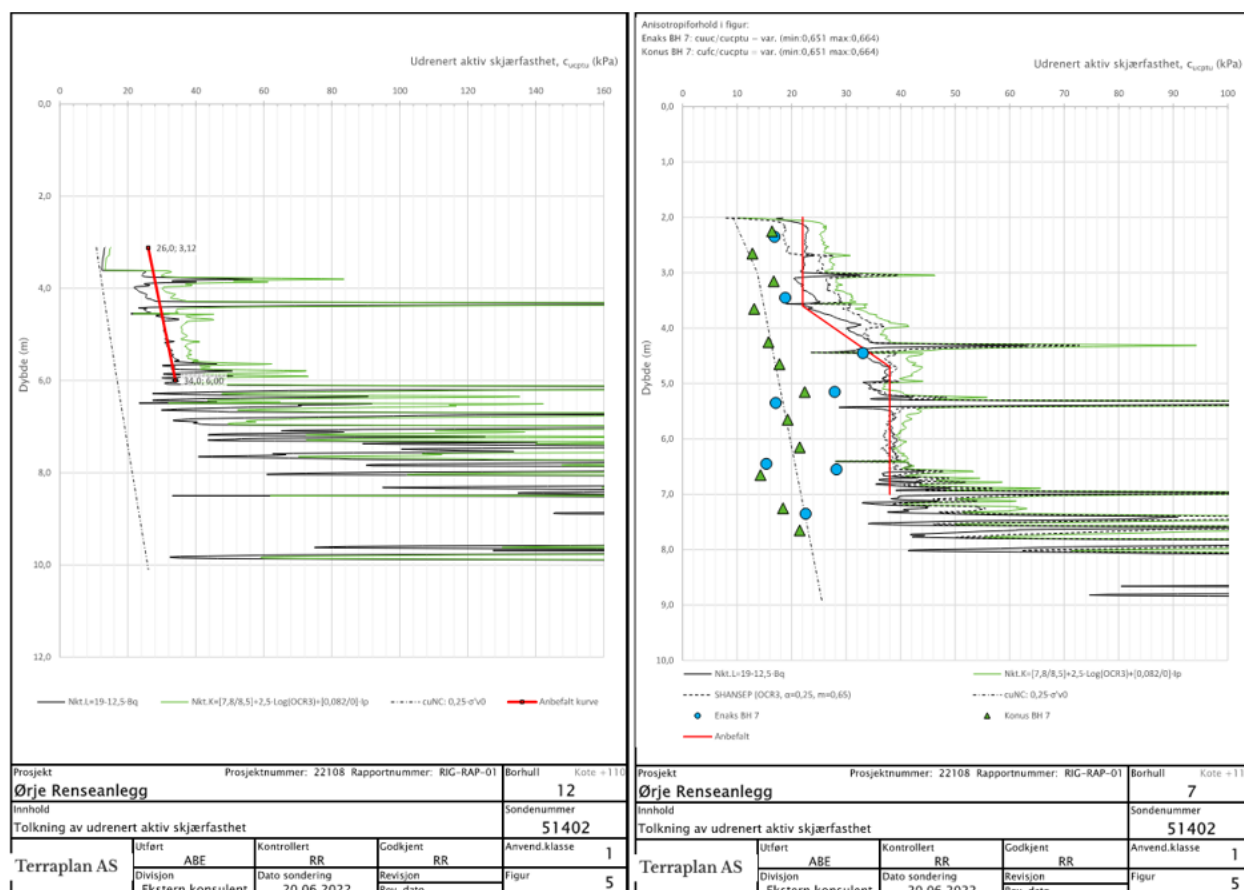 Udrenert aktiv skjærfasthet, cucptu (kPa)
0 20 40 60 80 100 120 140 160
0,0
2,0
4,0
6,0
8,0
10,0
12,0
Dybde (m)
26,0; 3,12
34,0; 6,00
Nkt.L=19-12,5·Bq
Nkt.K=[7,8/8,5]+2,5·Log(OCR3)+[0,082/0]·Ip
cuNC: 0,25·σ'v0
Anbefalt kurve
Prosjekt
Prosjektnummer: 22108 Rapportnummer: RIG-RAP-01
Borhull
Kote +110
Ørje Renseanlegg
12
Innhold
Sondenummer
Tolkning av udrenert aktiv skjærfasthet
51402
Terraplan AS
Utført
ABE
Kontrollert
RR
Godkjent
RR
Anvend.klasse
1
Divisjon
Ekstern konsulent
Dato sondering
20.06.2022
Revisjon
Rev. dato
Figur
5
Anisotropiforhold i figur:
Enaks BH 7: cuuc/cucptu = var. (min:0,651 max:0,664)
Konus BH 7: cufc/cucptu = var. (min:0,651 max:0,664)
Udrenert aktiv skjærfasthet, cucptu (kPa)
0 10 20 30 40 50 60 70 80 90 100
0,0
1,0
2,0
3,0
4,0
5,0
6,0
7,0
8,0
9,0
10,0
Dybde (m)
Nkt.L=19-12,5·Bq
Nkt.K=[7,8/8,5]+2,5·Log(OCR3)+[0,082/0]·Ip
SHANSEP (OCR3, α=0,25, m=0,65)
cuNC: 0,25·σ'v0
Enaks BH 7
Konus BH 7
Anbefalt
Prosjekt
Prosjektnummer: 22108 Rapportnummer: RIG-RAP-01
Borhull
Kote +11
Ørje Renseanlegg
7
Innhold
Sondenummer
Tolkning av udrenert aktiv skjærfasthet
51402
Terraplan AS
Utført
ABE
Kontrollert
RR
Godkjent
RR
Anvend.klasse
1
Divisjon
Ekstern konsulent
Dato sondering
20.06.2022
Revisjon
Rev. dato
Figur
5